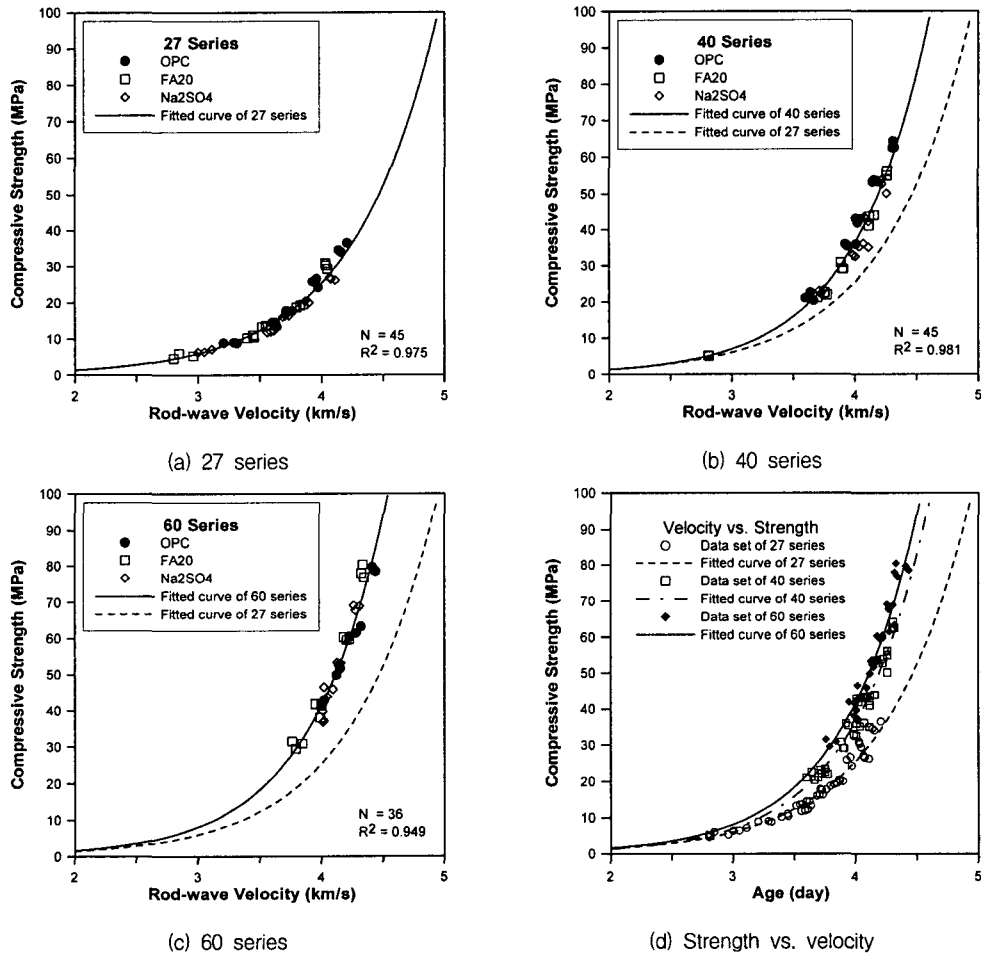 100
90
80
70
60
50
40
30
20
10
0
Compressive Strength (MPa)
27 Series
OPC
FA20
Na2SO4
Fitted curve of 27 series
N = 45
R2 = 0.975
2
3
4
5
Rod-wave Velocity (km/s)
(a) 27 series
100
90
80
70
60
50
40
30
20
10
0
Compressive Strength (MPa)
40 Series
OPC
FA20
Na2SO4
Fitted curve of 40 series
Fitted curve of 27 series
N = 45
R2 = 0.981
2
3
4
5
Rod-wave Velocity (km/s)
(b) 40 series
100
90
80
70
60
50
40
30
20
10
0
Compressive Strength (MPa)
60 Series
OPC
FA20
Na2SO4
Fitted curve of 60 series
Fitted curve of 27 series
N = 36
R2 = 0.949
2
3
4
5
Rod-wave Velocity (km/s)
(c) 60 series
100
90
80
70
60
50
40
30
20
10
0
Compressive Strength (MPa)
Velocity vs. Strength
Data set of 27 series
Fitted curve of 27 series
Data set of 40 series
Fitted curve of 40 series
Data set of 60 series
Fitted curve of 60 series
2
3
4
5
Age (day)
(d) Strength vs. velocity